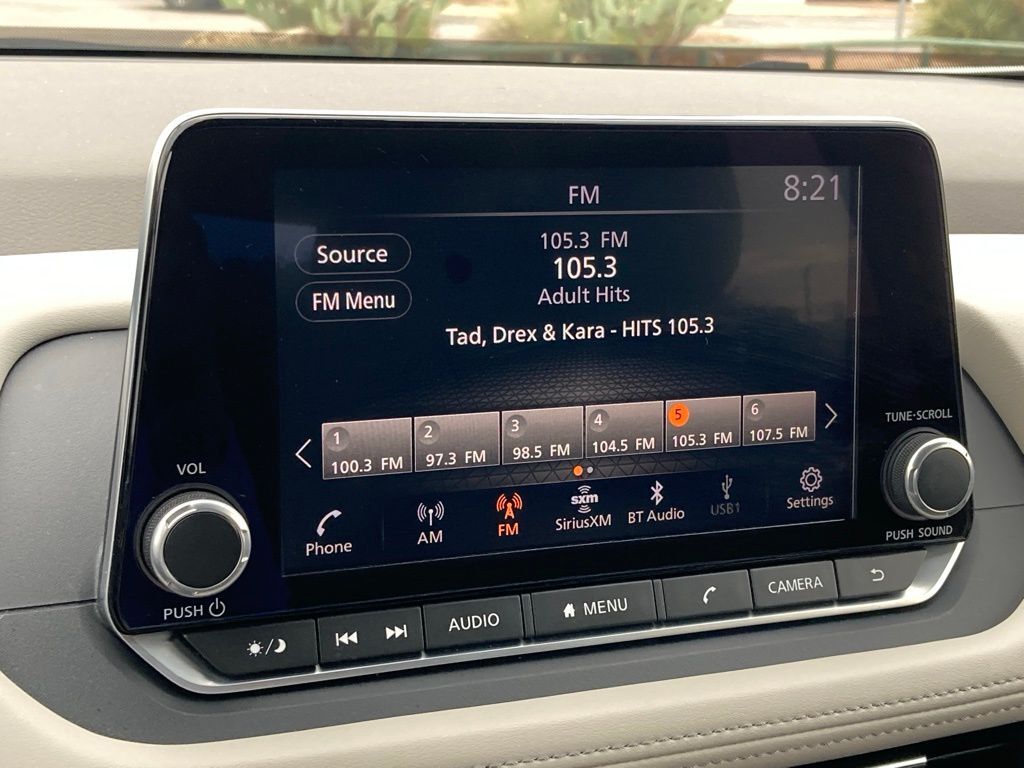 FM
8:21
Source
105.3 FM
105.3
FM Menu
Adult Hits
Tad, Drex & Kara - HITS 105.3
1
100.3 FM
2
97.3 FM
3
98.5 FM
4
104.5 FM
5
105.3 FM
6
107.5 FM
Phone
AM
FM
sxm
SiriusXM
BT Audio
USB1
Settings
VOL
PUSH
TUNE·SCROLL
PUSH SOUND
AUDIO
MENU
CAMERA